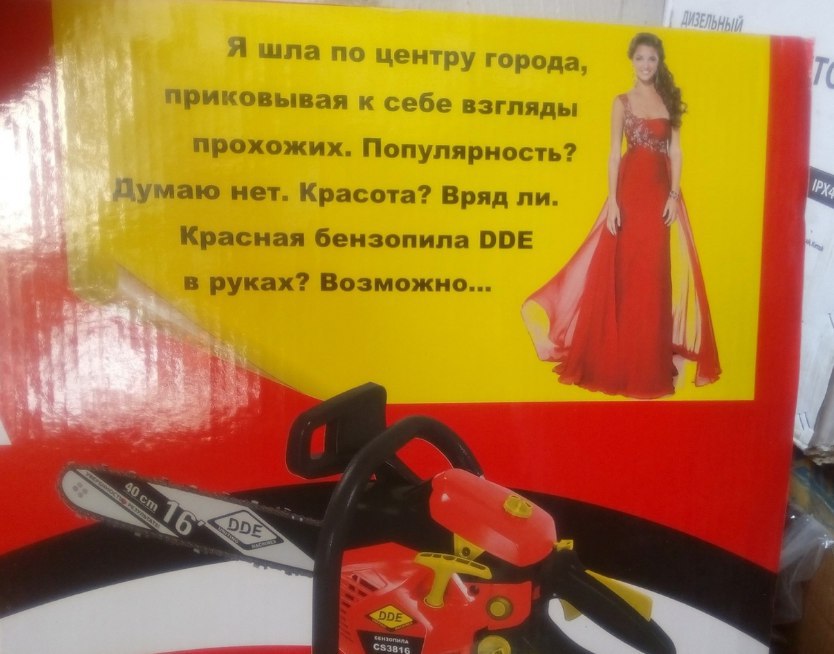 Я шла по центру города,
приковывая к себе взгляды
прохожих. Популярность?
Думаю нет. Красота? Вряд ли.
Красная бензопила DDE
в руках? Возможно...
ДИЗЕЛЬНЫЙ
IPX4
40 cm
16'
DDE
DDE
БЕНЗОПИЛА
CS3816